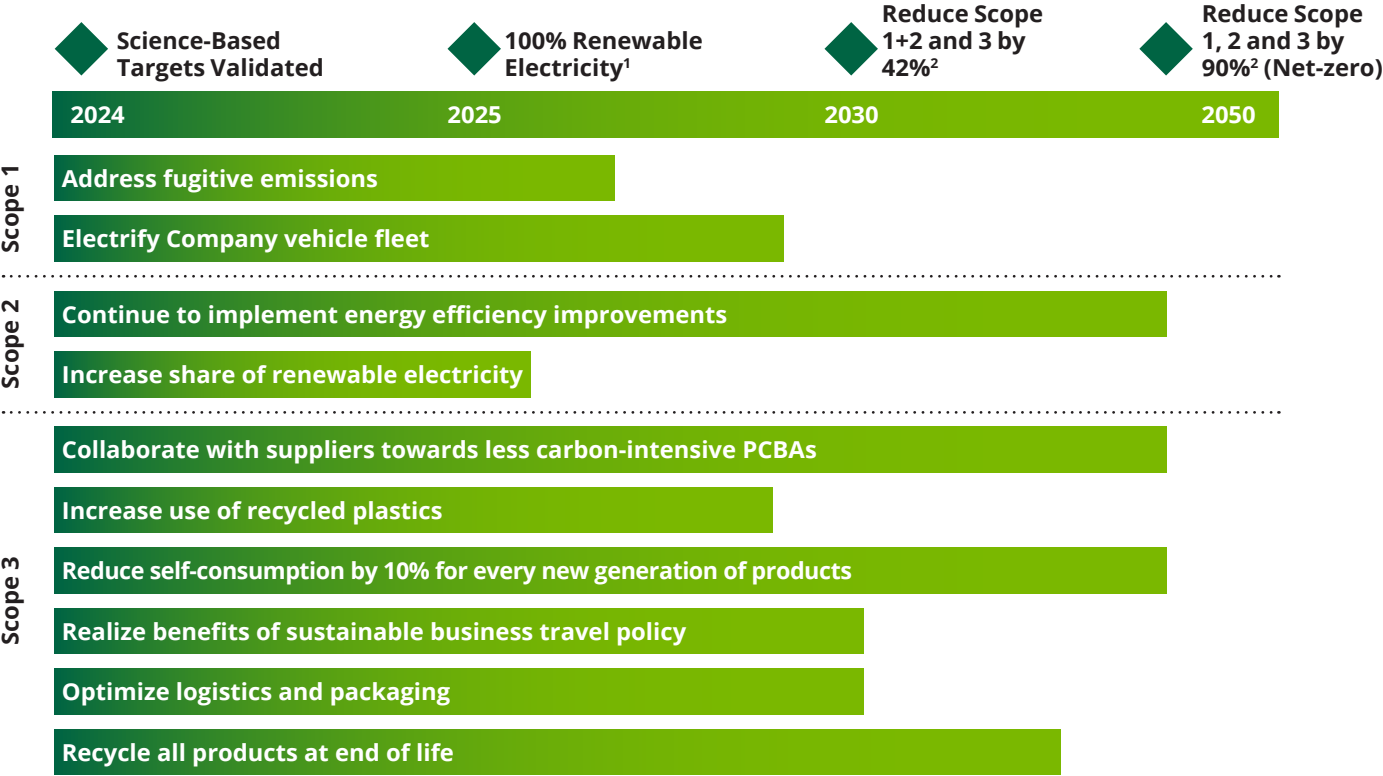 Science-Based
Targets Validated
100% Renewable
Electricity¹
Reduce Scope
1+2 and 3 by
42%²
Reduce Scope
1, 2 and 3 by
90%² (Net-zero)
2024 2025 2030 2050
Scope 1
Address fugitive emissions
Electrify Company vehicle fleet
Scope 2
Continue to implement energy efficiency improvements
Increase share of renewable electricity
Scope 3
Collaborate with suppliers towards less carbon-intensive PCBAs
Increase use of recycled plastics
Reduce self-consumption by 10% for every new generation of products
Realize benefits of sustainable business travel policy
Optimize logistics and packaging
Recycle all products at end of life